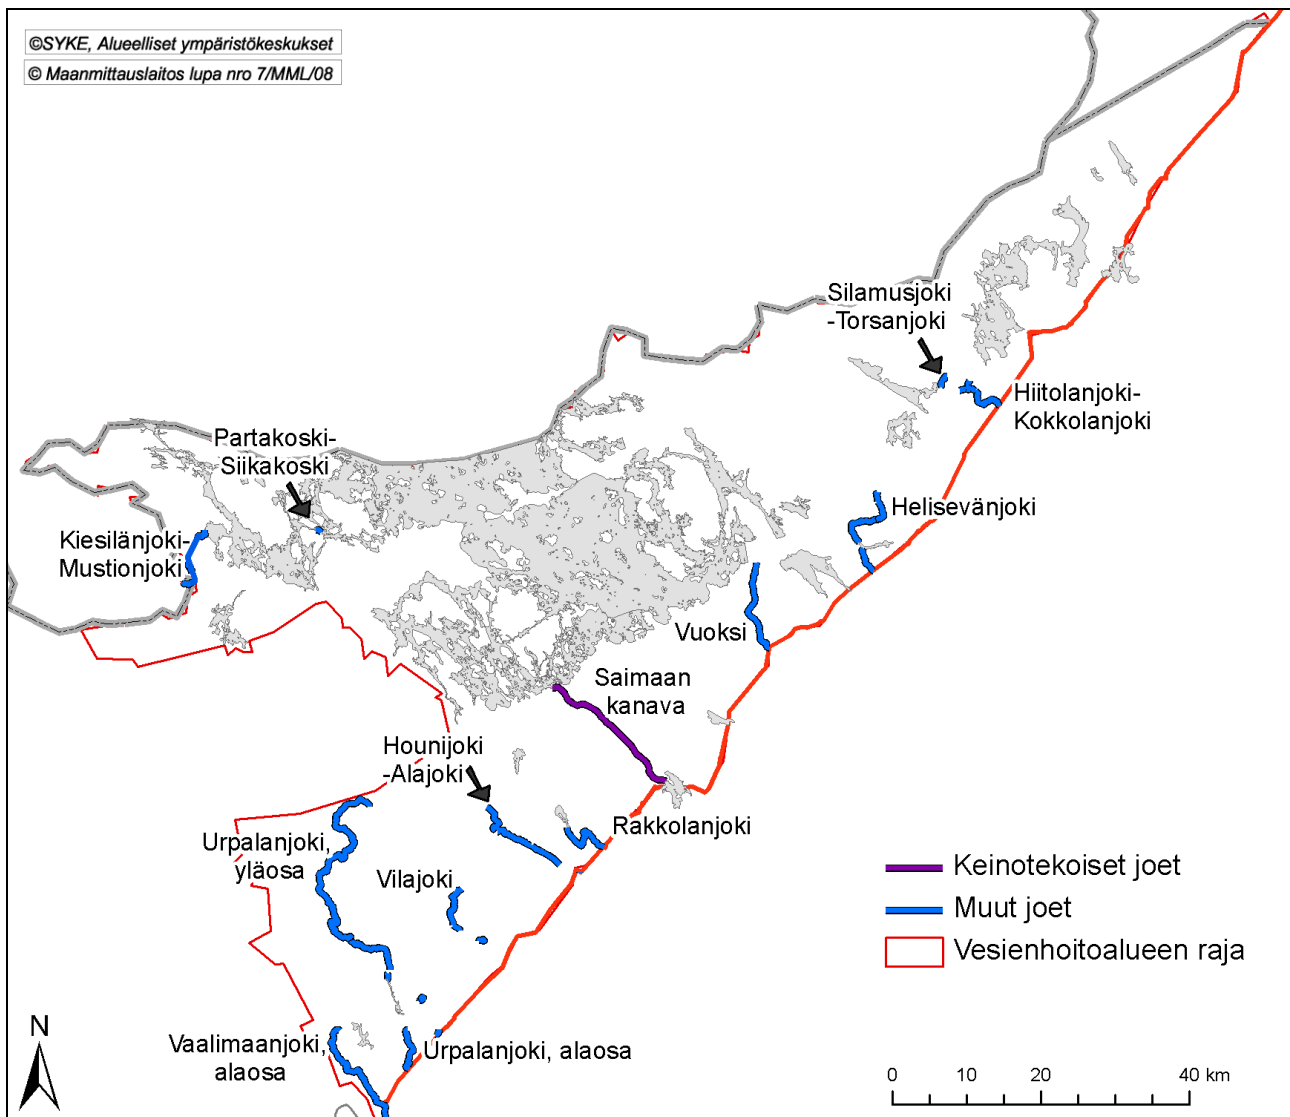 ©SYKE, Alueelliset ympäristökeskukset
© Maanmittauslaitos lupa nro 7/MML/08
Silamusjoki
-Torsanjoki
Hiitolanjoki-
Kokkolanjoki
Partakoski-
Siikakoski
Helisevänjoki
Kiesilänjoki-
Mustionjoki
Vuoksi
Saimaan
kanava
Hounijoki
-Alajoki
Rakkolanjoki
Urpalanjoki,
yläosa
Vilajoki
Keinotekoiset joet
Muut joet
Vesienhoitoalueen raja
N
Vaalimaanjoki,
alaosa
Urpalanjoki, alaosa
0 10 20 40 km